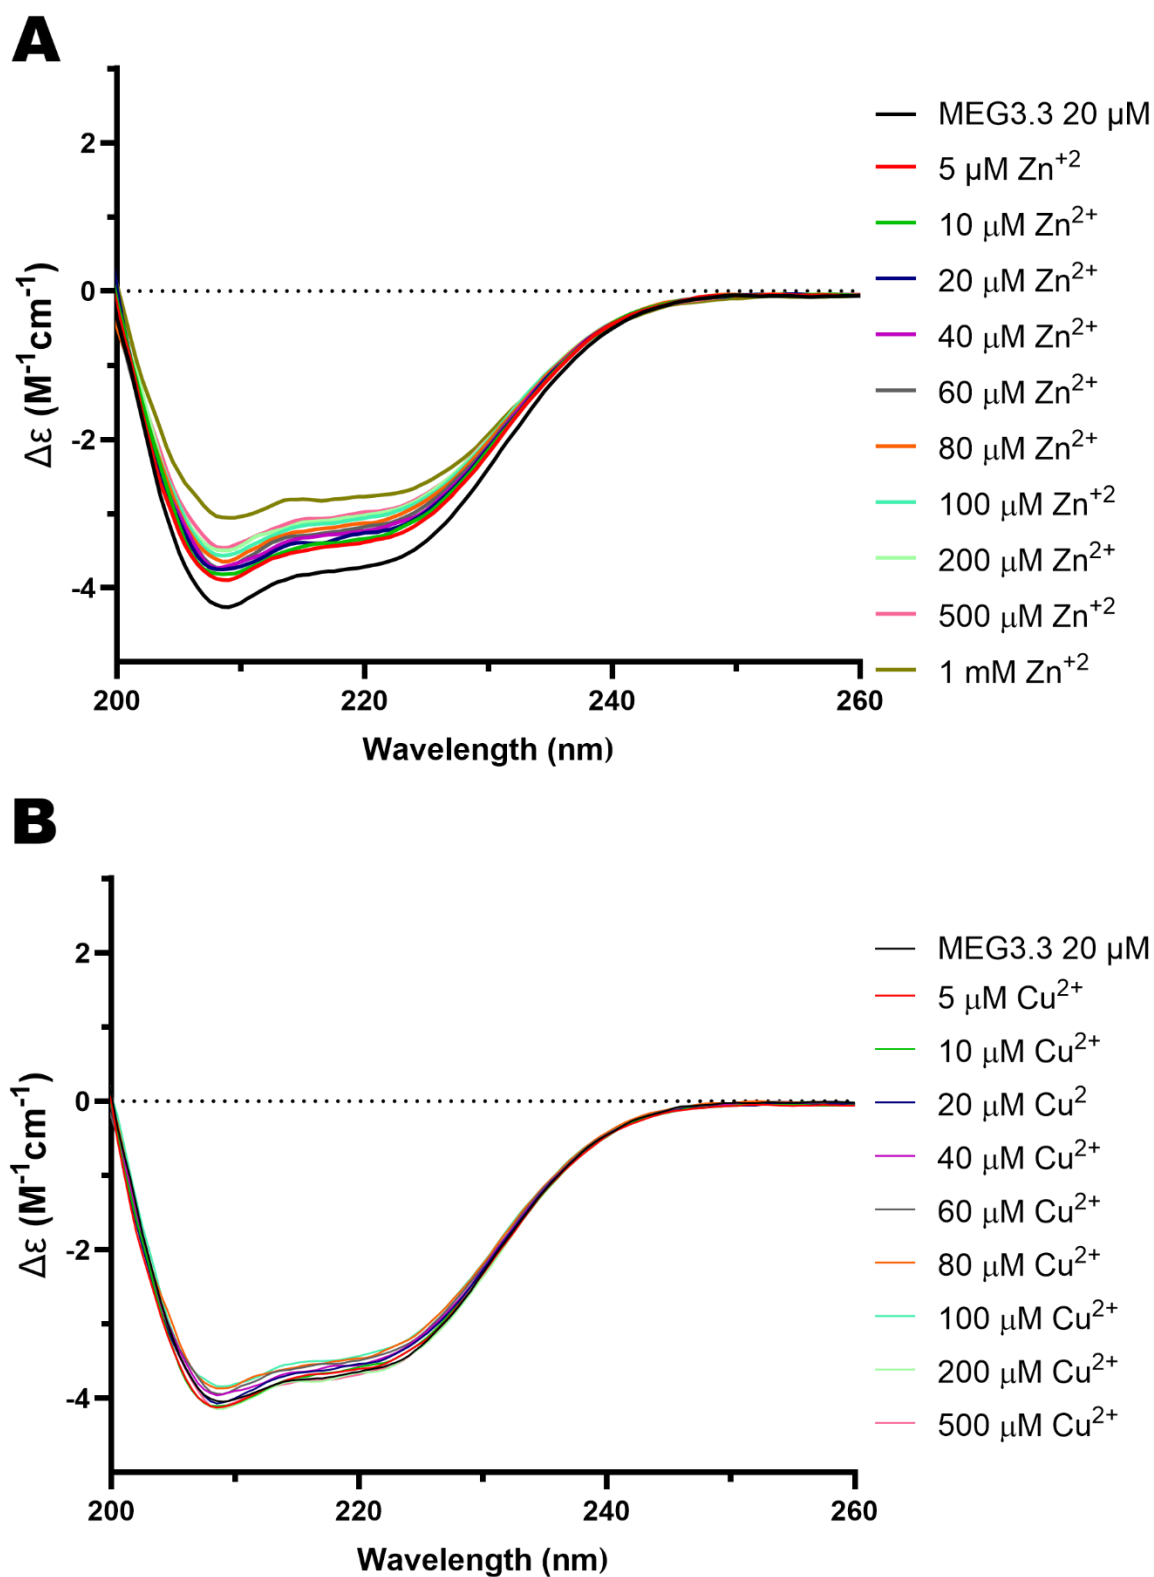 A
2
0
-2
-4
Δε (M⁻¹cm⁻¹)
200
220
240
260
Wavelength (nm)
MEG3.3 20 µM
5 µM Zn⁺²
10 µM Zn²⁺
20 µM Zn²⁺
40 µM Zn²⁺
60 µM Zn²⁺
80 µM Zn²⁺
100 µM Zn⁺²
200 µM Zn⁺²
500 µM Zn⁺²
1 mM Zn⁺²
B
2
0
-2
-4
Δε (M⁻¹cm⁻¹)
200
220
240
260
Wavelength (nm)
MEG3.3 20 µM
5 µM Cu²⁺
10 µM Cu²⁺
20 µM Cu²
40 µM Cu²⁺
60 µM Cu²⁺
80 µM Cu²⁺
100 µM Cu²⁺
200 µM Cu²⁺
500 µM Cu²⁺